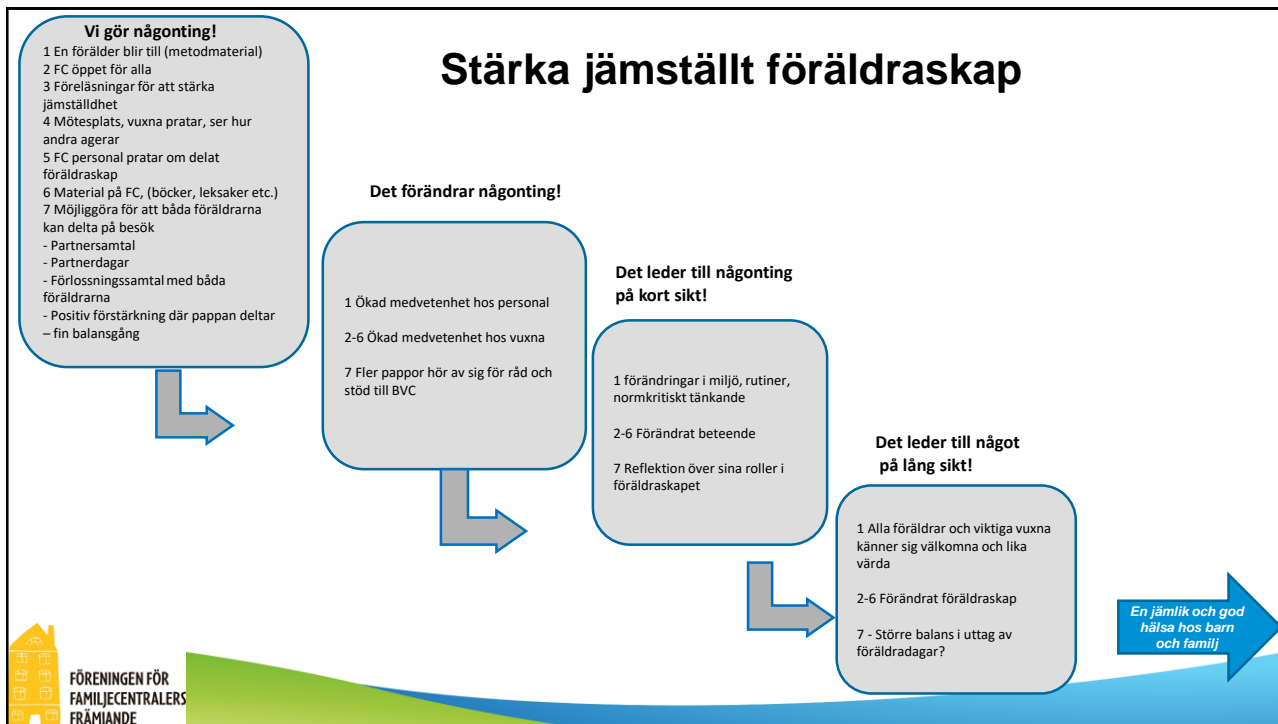 Stärka jämställt föräldraskap
Vi gör någonting!
1 En förälder blir till (metodmaterial)
2 FC öppet för alla
3 Föreläsningar för att stärka
jämställdhet
4 Mötesplats, vuxna pratar, ser hur
andra agerar
5 FC personal pratar om delat
föräldraskap
6 Material på FC, (böcker, leksaker etc.)
7 Möjliggöra för att båda föräldrarna
kan delta på besök
- Partnersamtal
- Partnerdagar
- Förlossningssamtal med båda
föräldrarna
- Positiv förstärkning där pappan deltar
– fin balansgång
Det förändrar någonting!
1 Ökad medvetenhet hos personal
2-6 Ökad medvetenhet hos vuxna
7 Fler pappor hör av sig för råd och
stöd till BVC
Det leder till någonting
på kort sikt!
1 förändringar i miljö, rutiner,
normkritiskt tänkande
2-6 Förändrat beteende
7 Reflektion över sina roller i
föräldraskapet
Det leder till något
på lång sikt!
1 Alla föräldrar och viktiga vuxna
känner sig välkomna och lika
värda
2-6 Förändrat föräldraskap
7 - Större balans i uttag av
föräldradagar?
En jämlik och god
hälsa hos barn
och familj
FÖRENINGEN FÖR
FAMILJECENTRALERS
FRÄMJANDE